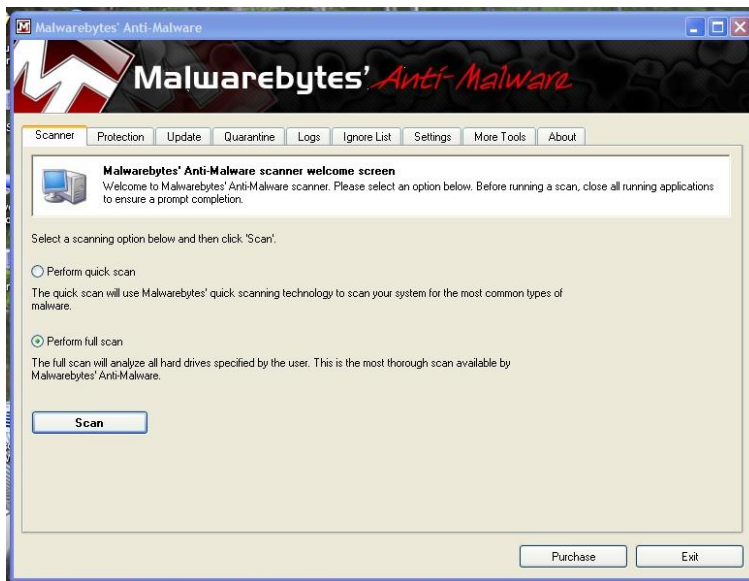 Malwarebytes' Anti-Malware
Malwarebytes' Anti-Malware
Scanner Protection Update Quarantine Logs Ignore List Settings More Tools About
Malwarebytes' Anti-Malware scanner welcome screen
Welcome to Malwarebytes' Anti-Malware scanner. Please select an option below. Before running a scan, close all running applications
to ensure a prompt completion.
Select a scanning option below and then click 'Scan'.
Perform quick scan
The quick scan will use Malwarebytes' quick scanning technology to scan your system for the most common types of
malware.
Perform full scan
The full scan will analyze all hard drives specified by the user. This is the most thorough scan available by
Malwarebytes' Anti-Malware.
Scan
Purchase Exit